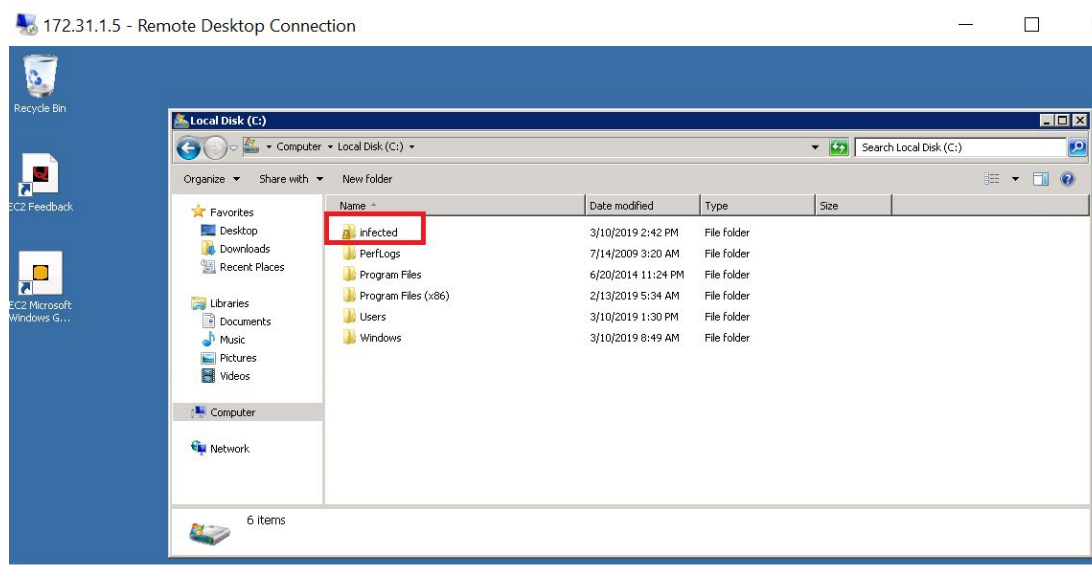 172.31.1.5 - Remote Desktop Connection
Recycle Bin
EC2 Feedback
EC2 Microsoft
Windows G...
Local Disk (C:)
Computer Local Disk (C:)
Search Local Disk (C:)
Organize Share with New folder
Favorites
Desktop
Downloads
Recent Places
Libraries
Documents
Music
Pictures
Videos
Computer
Network
Name Date modified Type Size
infected 3/10/2019 2:42 PM File folder
PerfLogs 7/14/2009 3:20 AM File folder
Program Files 6/20/2014 11:24 PM File folder
Program Files (x86) 2/13/2019 5:34 AM File folder
Users 3/10/2019 1:30 PM File folder
Windows 3/10/2019 8:49 AM File folder
6 items